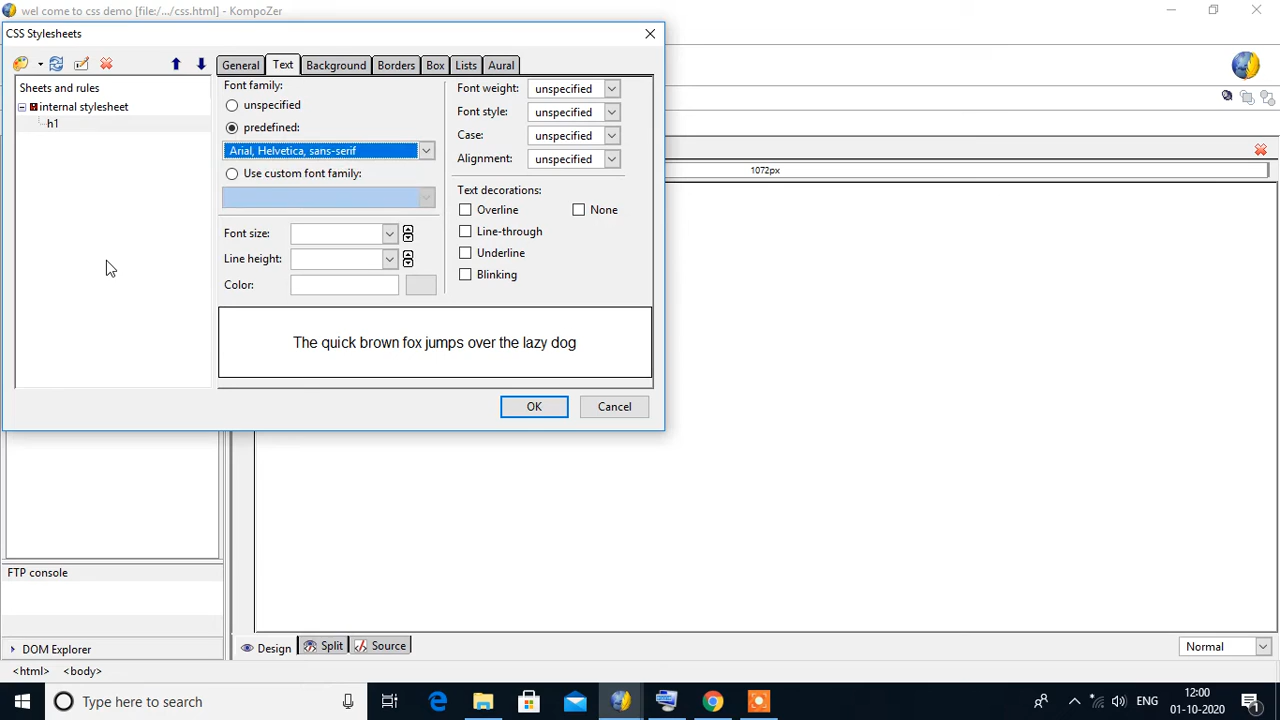 wel come to css demo [file:/.../css.html] - KompoZer
CSS Stylesheets
General
Text
Background
Borders
Box
Lists
Aural
Sheets and rules
internal stylesheet
h1
Font family:
unspecified
predefined:
Arial, Helvetica, sans-serif
Use custom font family:
Font size:
Line height:
Color:
Font weight:
unspecified
Font style:
unspecified
Case:
unspecified
Alignment:
unspecified
Text decorations:
Overline
None
Line-through
Underline
Blinking
The quick brown fox jumps over the lazy dog
OK
Cancel
1072px
FTP console
DOM Explorer
Design
Split
Source
Normal
<html>
<body>
Type here to search
ENG
12:00
01-10-2020
1